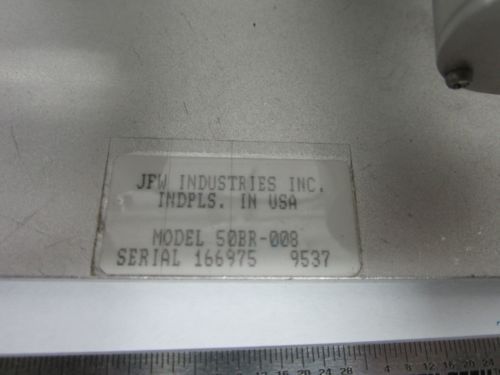 JFW INDUSTRIES INC.
INDPLS. IN USA
MODEL 50BR-008
SERIAL 166975 9537